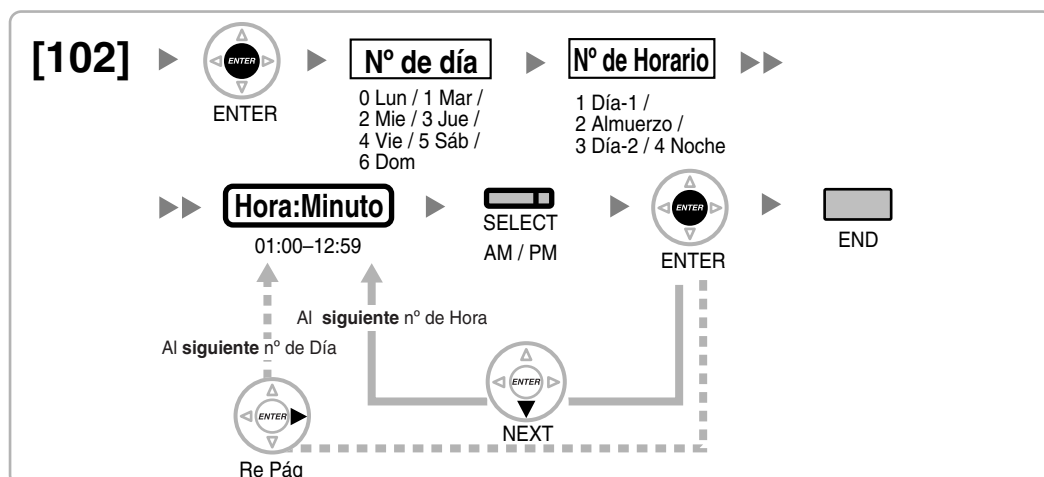 [102]
ENTER
ENTER
Nº de día
0 Lun / 1 Mar /
2 Mie / 3 Jue /
4 Vie / 5 Sáb /
6 Dom
Nº de Horario
1 Día-1 /
2 Almuerzo /
3 Día-2 / 4 Noche
Hora:Minuto
01:00–12:59
SELECT
AM / PM
ENTER
ENTER
END
Al siguiente nº de Hora
Al siguiente nº de Día
ENTER
NEXT
ENTER
Re Pág